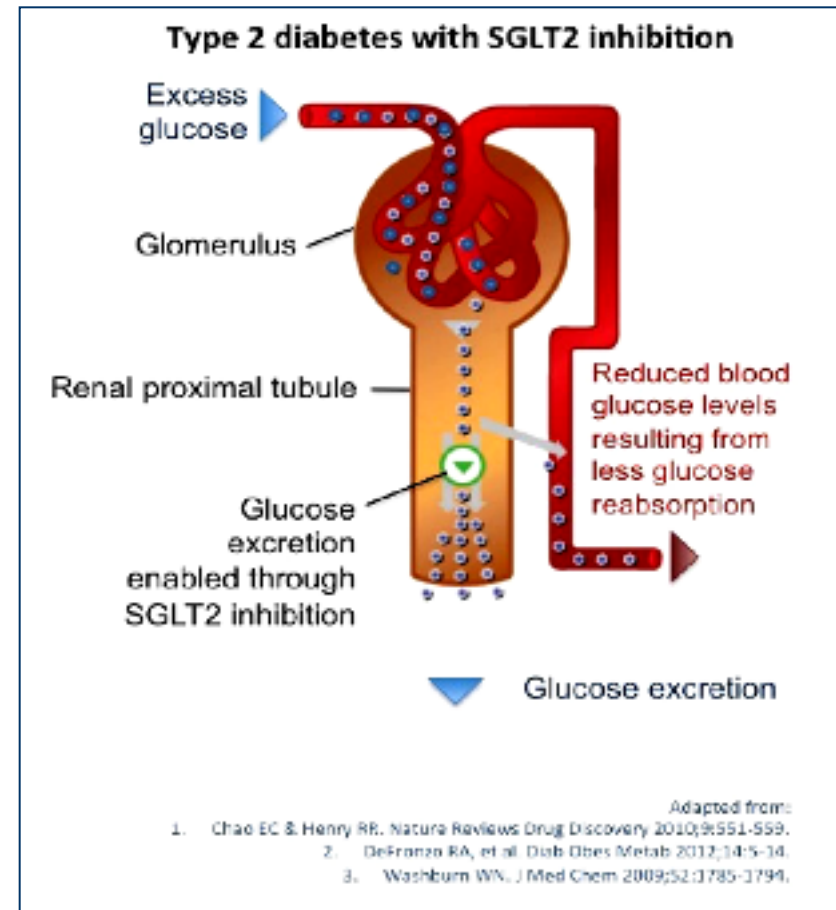 Type 2 diabetes with SGLT2 inhibition
Excess
glucose
Glomerulus
Renal proximal tubule
Reduced blood
glucose levels
resulting from
less glucose
reabsorption
Glucose
excretion
enabled through
SGLT2 inhibition
Glucose excretion
Adapted from:
1. Chao EC & Henry RR. Nature Reviews Drug Discovery 2010;9:551-559.
2. DeFronzo RA, et al. Diab Obes Metab 2012;14:5-14.
3. Washburn WN. J Med Chem 2009;52:1785-1794.